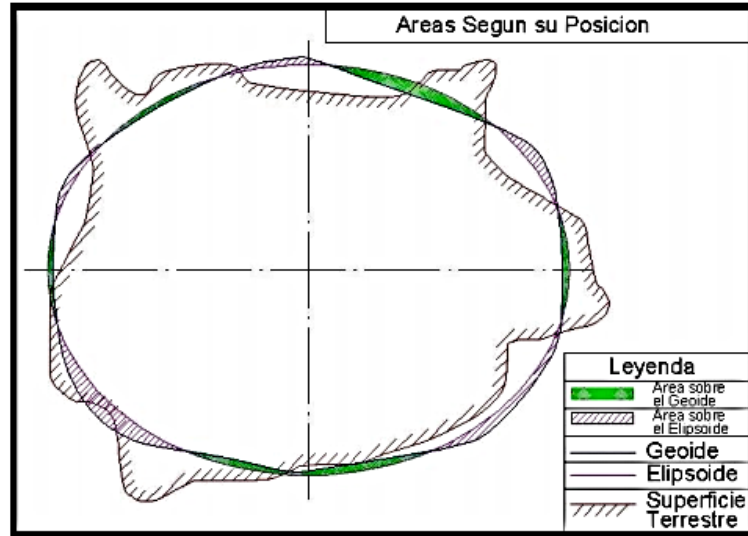 Areas Segun su Posicion
Leyenda
Area sobre
el Geoide
Area sobre
el Elipsoide
Geoide
Elipsoide
Superficie
Terrestre